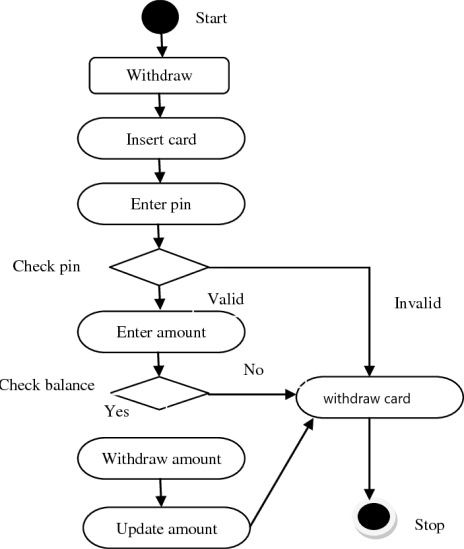 Start
Withdraw
Insert card
Enter pin
Check pin
Valid
Invalid
Enter amount
Check balance
No
Yes
withdraw card
Withdraw amount
Update amount
Stop